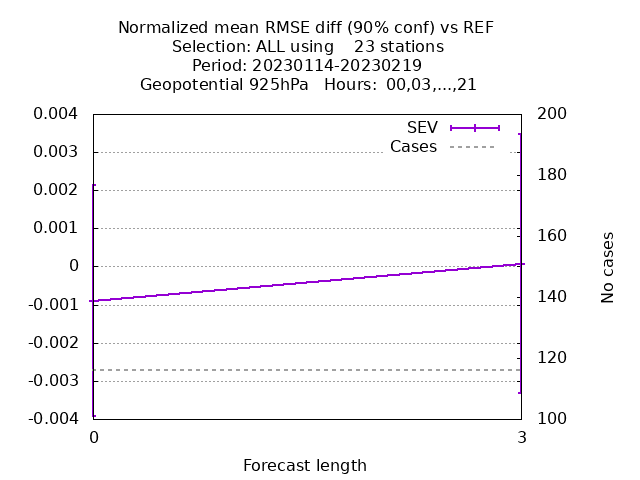 Normalized mean RMSE diff (90% conf) vs REF
Selection: ALL using    23 stations
Period: 20230114-20230219
Geopotential 925hPa   Hours:  00,03,...,21
SEV
Cases
0.004
0.003
0.002
0.001
0
-0.001
-0.002
-0.003
-0.004
200
180
160
140
120
100
No cases
0
3
Forecast length